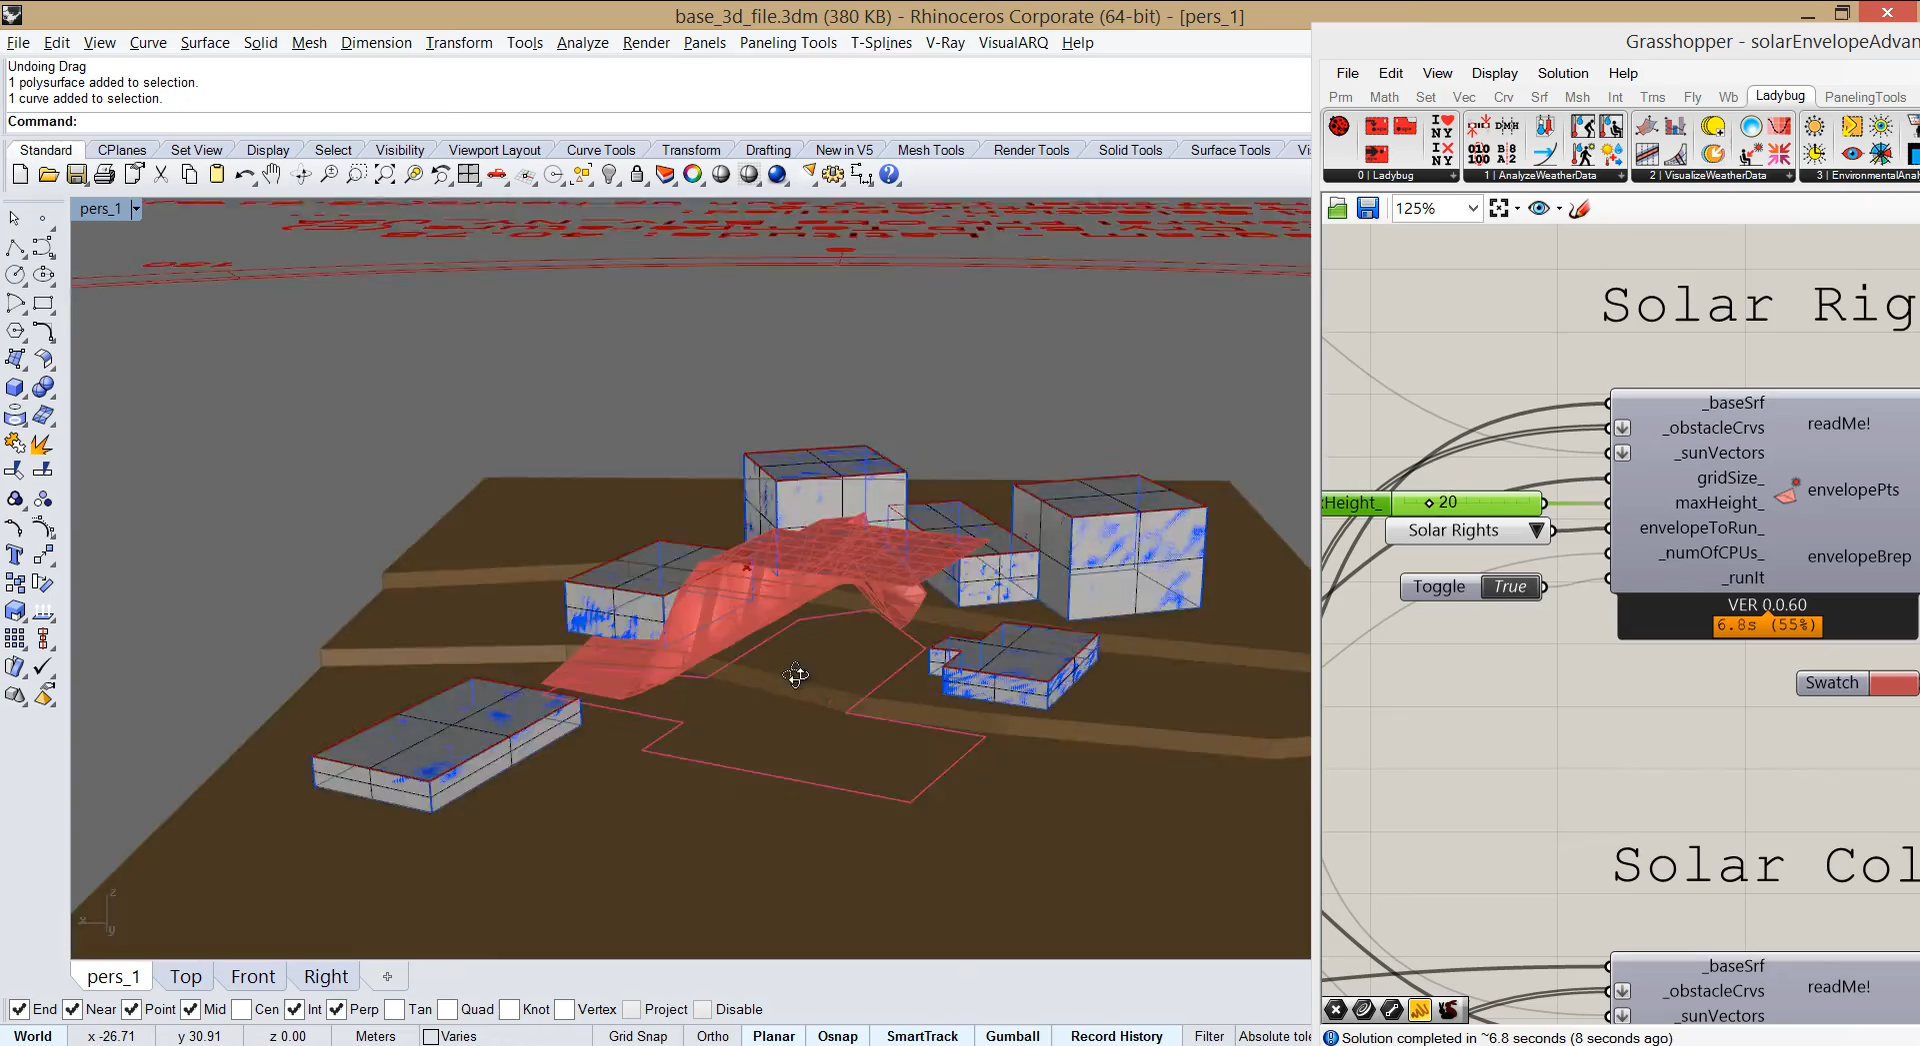 base_3d_file.3dm (380 KB) - Rhinoceros Corporate (64-bit) - [pers_1]
File Edit View Curve Surface Solid Mesh Dimension Transform Tools Analyze Render Panels Paneling Tools T-Splines V-Ray VisualARQ Help
Undoing Drag
1 polysurface added to selection.
1 curve added to selection.
Command:
Standard CPlanes Set View Display Select Visibility Viewport Layout Curve Tools Transform Drafting New in V5 Mesh Tools Render Tools Solid Tools Surface Tools Vi
pers_1
z
x
y
pers_1 Top Front Right
End Near Point Mid Cen Int Perp Tan Quad Knot Vertex Project Disable
World x -26.71 y 30.91 z 0.00 Meters Varies Grid Snap Ortho Planar Osnap SmartTrack Gumball Record History Filter Absolute tole
Grasshopper - solarEnvelopeAdvan
File Edit View Display Solution Help
Prm Math Set Vec Crv Srf Msh Int Trns Fly Wb Ladybug PanelingTools
0 | Ladybug 1 | AnalyzeWeatherData 2 | VisualizeWeatherData 3 | EnvironmentalAnal
125%
Solar Rig
_baseSrf
_obstacleCrvs
_sunVectors
gridSize_
maxHeight_
envelopeToRun_
_numOfCPUs_
_runIt
readMe!
envelopePts
envelopeBrep
VER 0.0.60
6.8s (55%)
Height_ 20
Solar Rights
Toggle True
Swatch
Solar Col
_baseSrf
_obstacleCrvs
_sunVectors
readMe!
Solution completed in ~6.8 seconds (8 seconds ago)